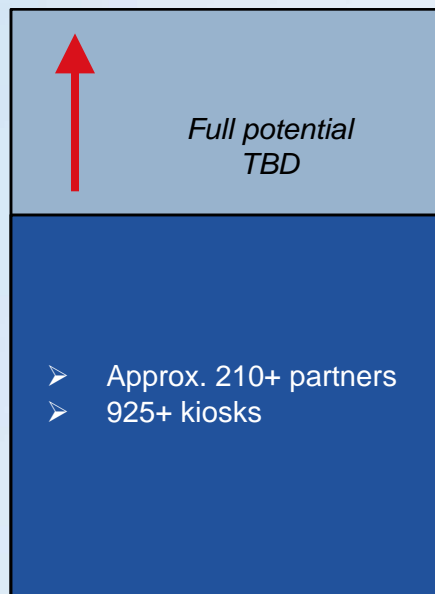 Full potential
TBD
➢ Approx. 210+ partners
➢ 925+ kiosks